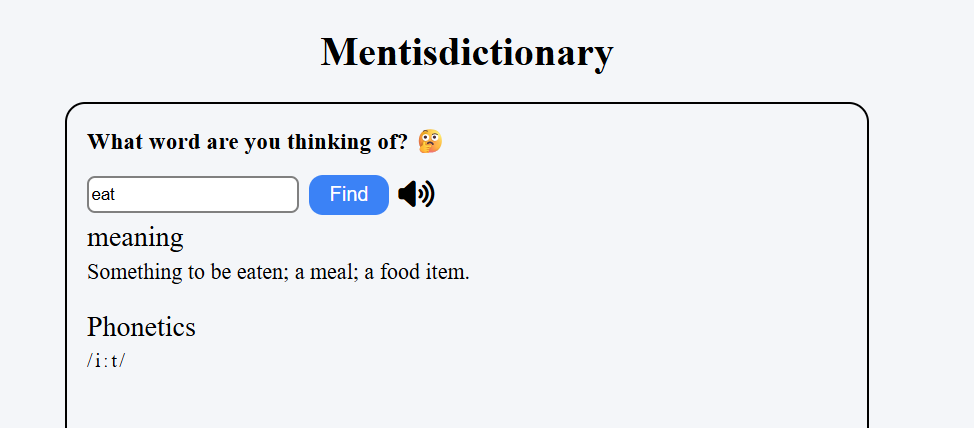 Mentisdictionary
What word are you thinking of? 🤔
eat Find
meaning
Something to be eaten; a meal; a food item.
Phonetics
/iːt/